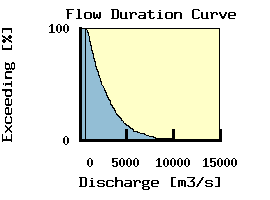 Flow Duration Curve
100
Exceeding [%]
0
0 5000 10000 15000
Discharge [m3/s]